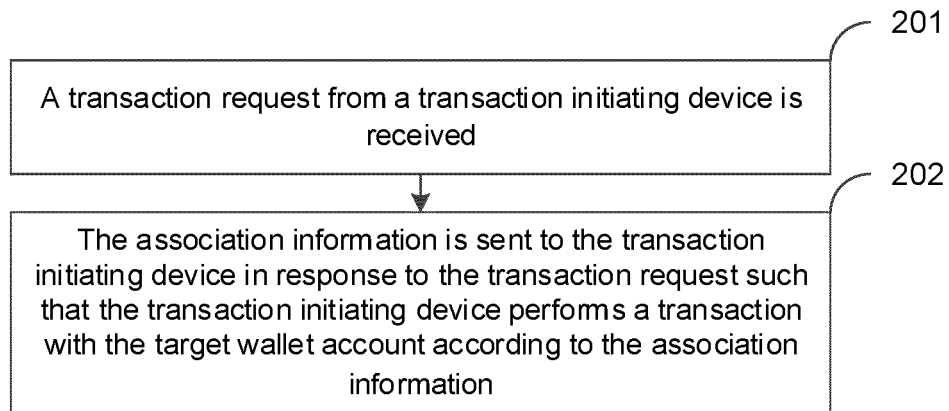 201
A transaction request from a transaction initiating device is
received
202
The association information is sent to the transaction
initiating device in response to the transaction request such
that the transaction initiating device performs a transaction
with the target wallet account according to the association
information